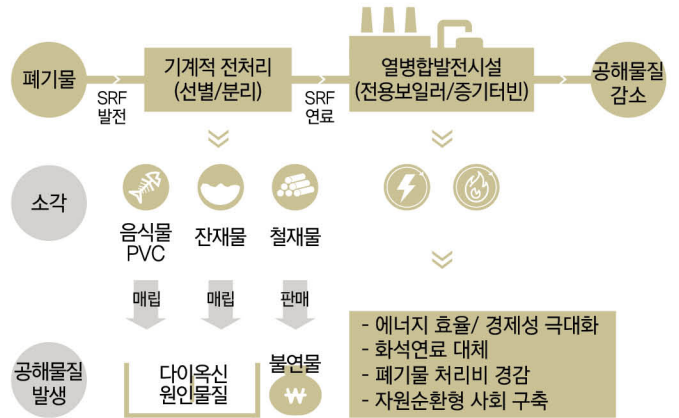 폐기물
SRF
발전
기계적 전처리
(선별/분리)
SRF
연료
열병합발전시설
(전용보일러/증기터빈)
공해물질
감소
소각
음식물
PVC
잔재물
철재물
매립
매립
판매
공해물질
발생
다이옥신
원인물질
불연물
₩
- 에너지 효율/ 경제성 극대화
- 화석연료 대체
- 폐기물 처리비 경감
- 자원순환형 사회 구축